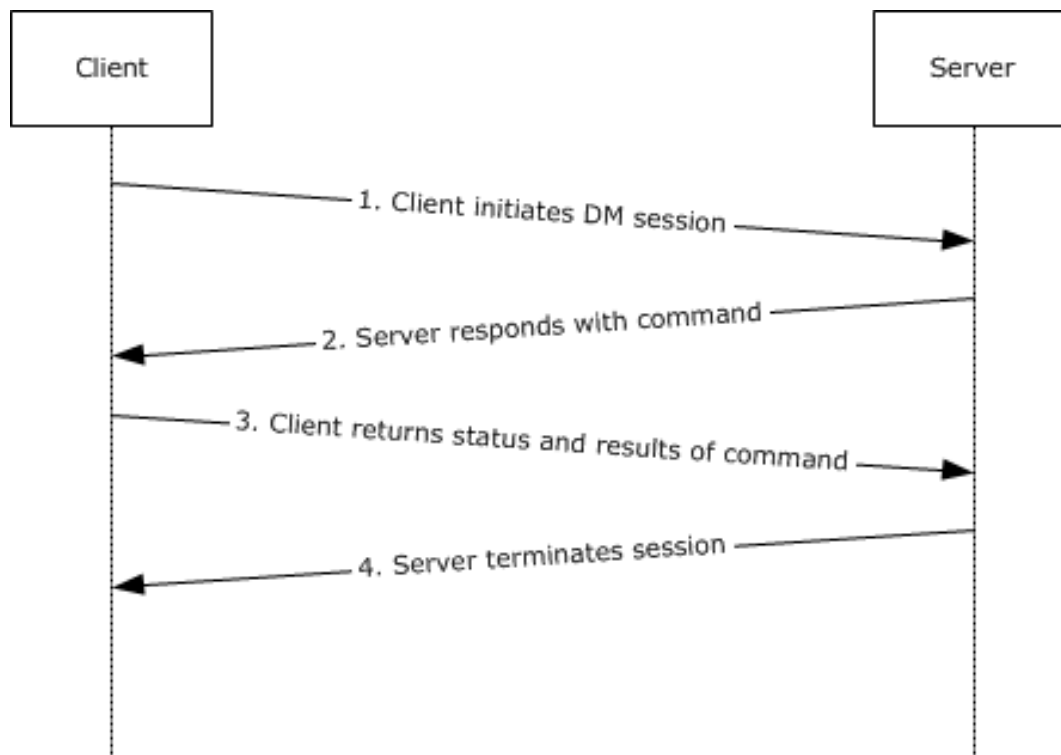 Client
Server
1. Client initiates DM session
2. Server responds with command
3. Client returns status and results of command
4. Server terminates session